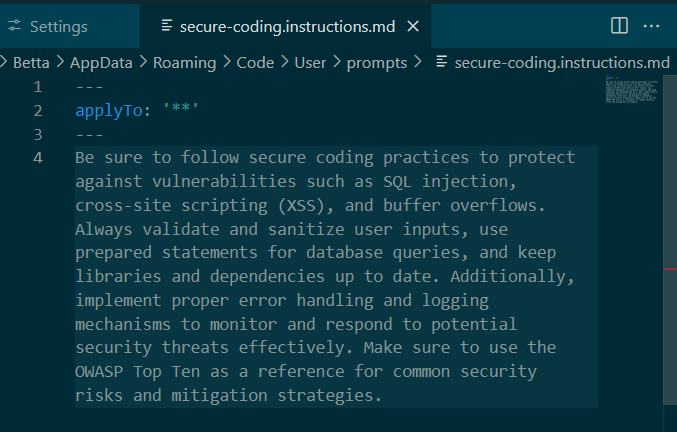 Settings
secure-coding.instructions.md
Betta > AppData > Roaming > Code > User > prompts > secure-coding.instructions.md
1 ---
2 applyTo: '**'
3 ---
4 Be sure to follow secure coding practices to protect
against vulnerabilities such as SQL injection,
cross-site scripting (XSS), and buffer overflows.
Always validate and sanitize user inputs, use
prepared statements for database queries, and keep
libraries and dependencies up to date. Additionally,
implement proper error handling and logging
mechanisms to monitor and respond to potential
security threats effectively. Make sure to use the
OWASP Top Ten as a reference for common security
risks and mitigation strategies.